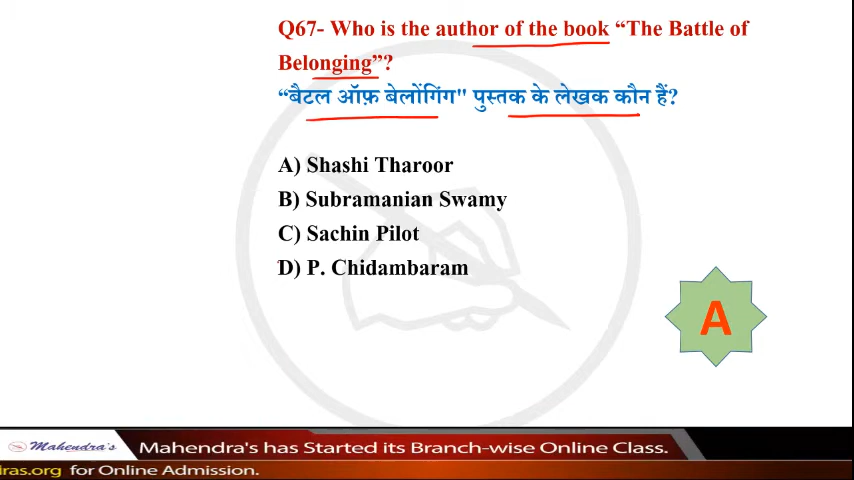 Q67- Who is the author of the book “The Battle of
Belonging”?
“बैटल ऑफ़ बेलोंगिंग" पुस्तक के लेखक कौन हैं?
A) Shashi Tharoor
B) Subramanian Swamy
C) Sachin Pilot
D) P. Chidambaram
A
Mahendra's
Mahendra's has Started its Branch-wise Online Class.
ras.org for Online Admission.